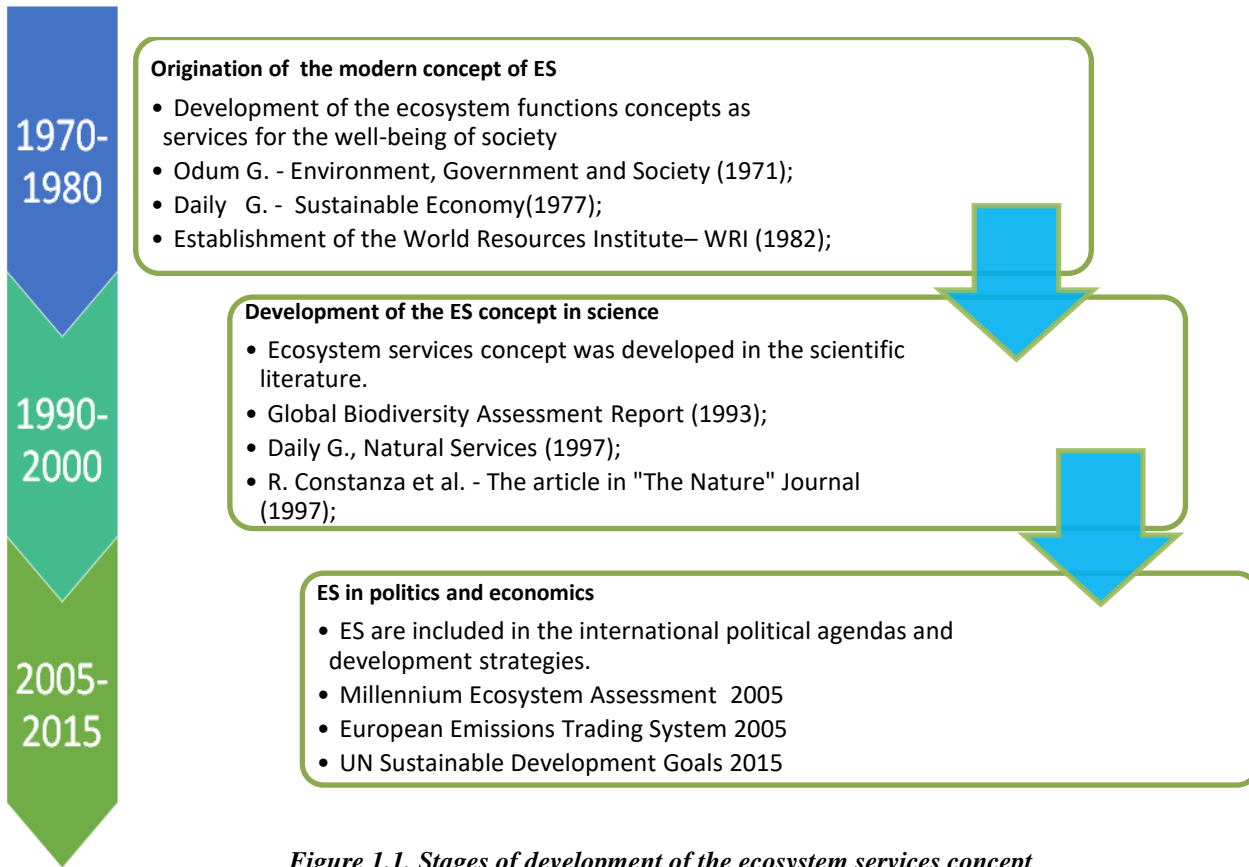 1970-
1980
Origination of the modern concept of ES
• Development of the ecosystem functions concepts as
services for the well-being of society
• Odum G. - Environment, Government and Society (1971);
• Daily G. - Sustainable Economy(1977);
• Establishment of the World Resources Institute– WRI (1982);
1990-
2000
Development of the ES concept in science
• Ecosystem services concept was developed in the scientific
literature.
• Global Biodiversity Assessment Report (1993);
• Daily G., Natural Services (1997);
• R. Constanza et al. - The article in "The Nature" Journal
(1997);
2005-
2015
ES in politics and economics
• ES are included in the international political agendas and
development strategies.
• Millennium Ecosystem Assessment 2005
• European Emissions Trading System 2005
• UN Sustainable Development Goals 2015
Figure 1.1. Stages of development of the ecosystem services concept